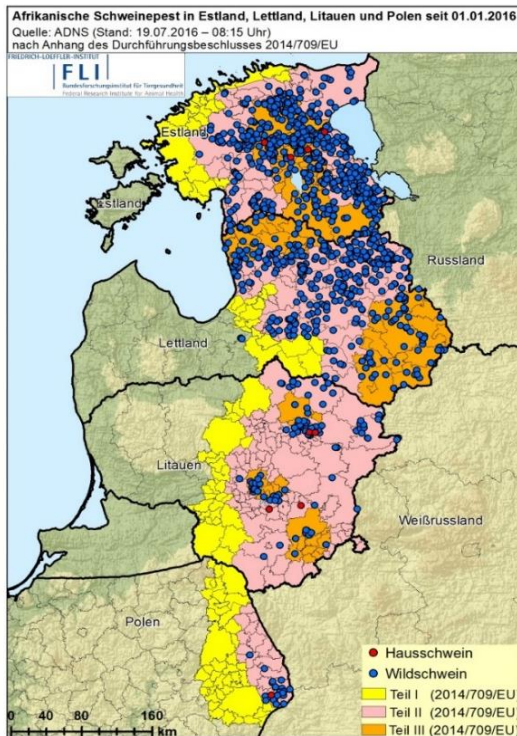 Afrikanische Schweinepest in Estland, Lettland, Litauen und Polen seit 01.01.2016
Quelle: ADNS (Stand: 19.07.2016 – 08:15 Uhr)
nach Anhang des Durchführungsbeschlusses 2014/709/EU
FRIEDRICH-LOEFFLER-INSTITUT
FLI
Bundesforschungsinstitut für Tiergesundheit
Federal Research Institute for Animal Health
Estland
Estland
Russland
Lettland
Litauen
Weißrussland
Polen
Hausschwein
Wildschwein
Teil I (2014/709/EU)
Teil II (2014/709/EU)
Teil III (2014/709/EU)
0 40 80 160
km